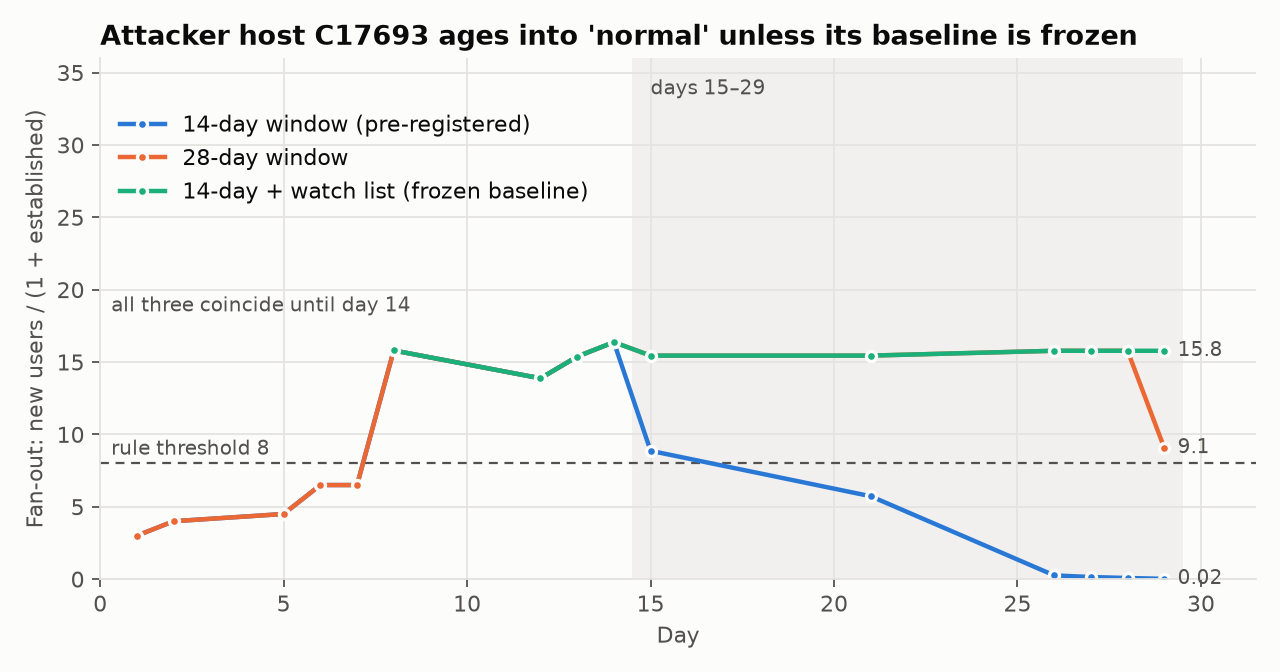 Attacker host C17693 ages into 'normal' unless its baseline is frozen
Fan-out: new users / (1 + established)
35
30
25
20
15
10
5
0
days 15–29
14-day window (pre-registered)
28-day window
14-day + watch list (frozen baseline)
all three coincide until day 14
rule threshold 8
15.8
9.1
0.02
0
5
10
15
20
25
30
Day